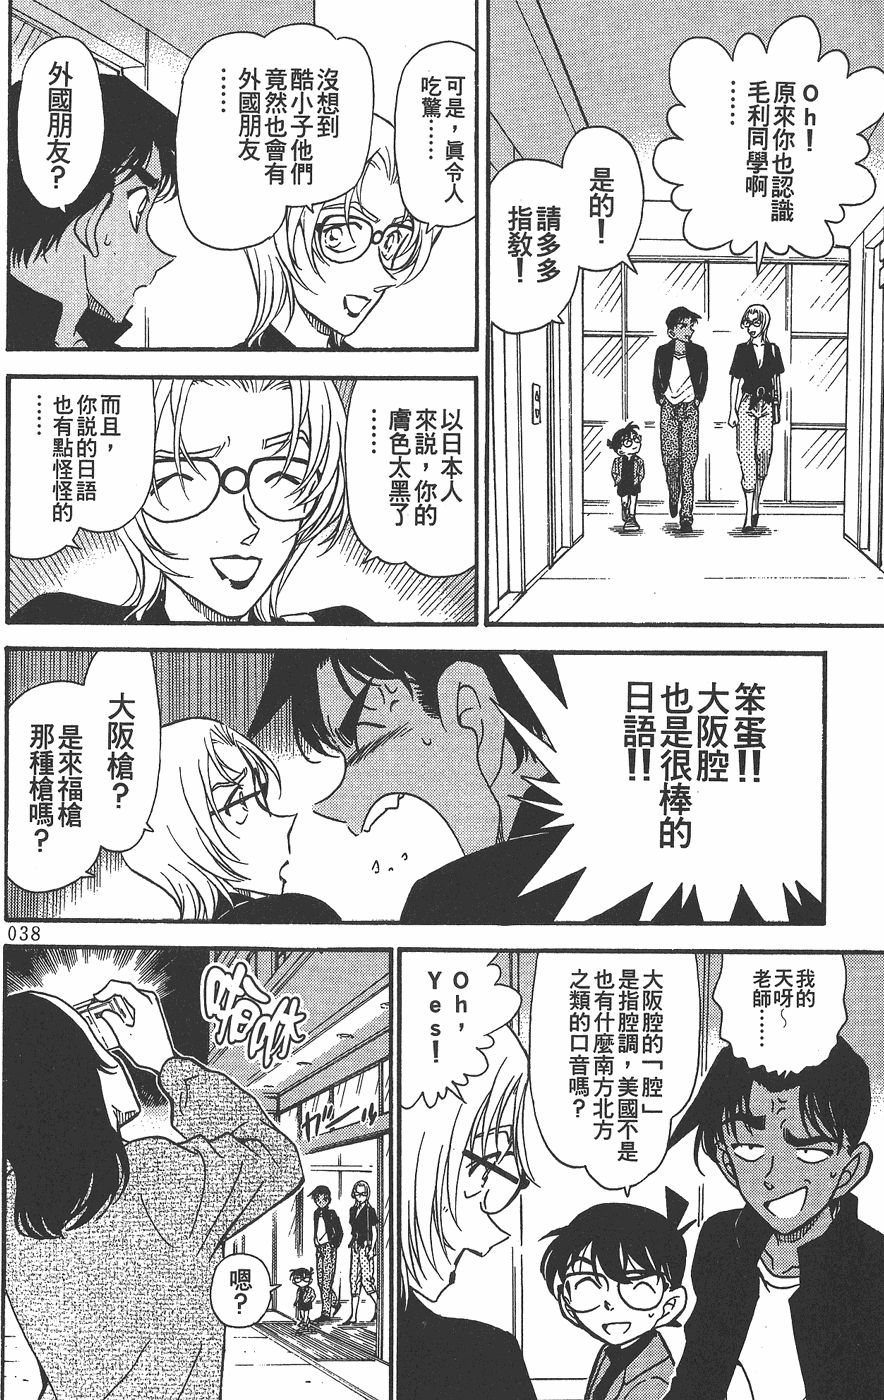 Oh!
原來你也認識
毛利同學啊
……
是的!
請多多
指教!
可是,真令人
吃驚……
沒想到
酷小子他們
竟然也會有
外國朋友
……
外國朋友?
以日本人
來說,你的
膚色太黑了
……
而且,
你說的日語
也有點怪怪的
……
笨蛋!!
大阪腔
也是很棒的
日語!!
大阪槍?
是來福槍
那種槍嗎?
038
我的
天呀~
老師……
大阪腔的「腔」
是指腔調,美國不是
也有什麼南方北方
之類的口音嗎?
Oh,
Yes!
喀咻
ガーッ
嗯?